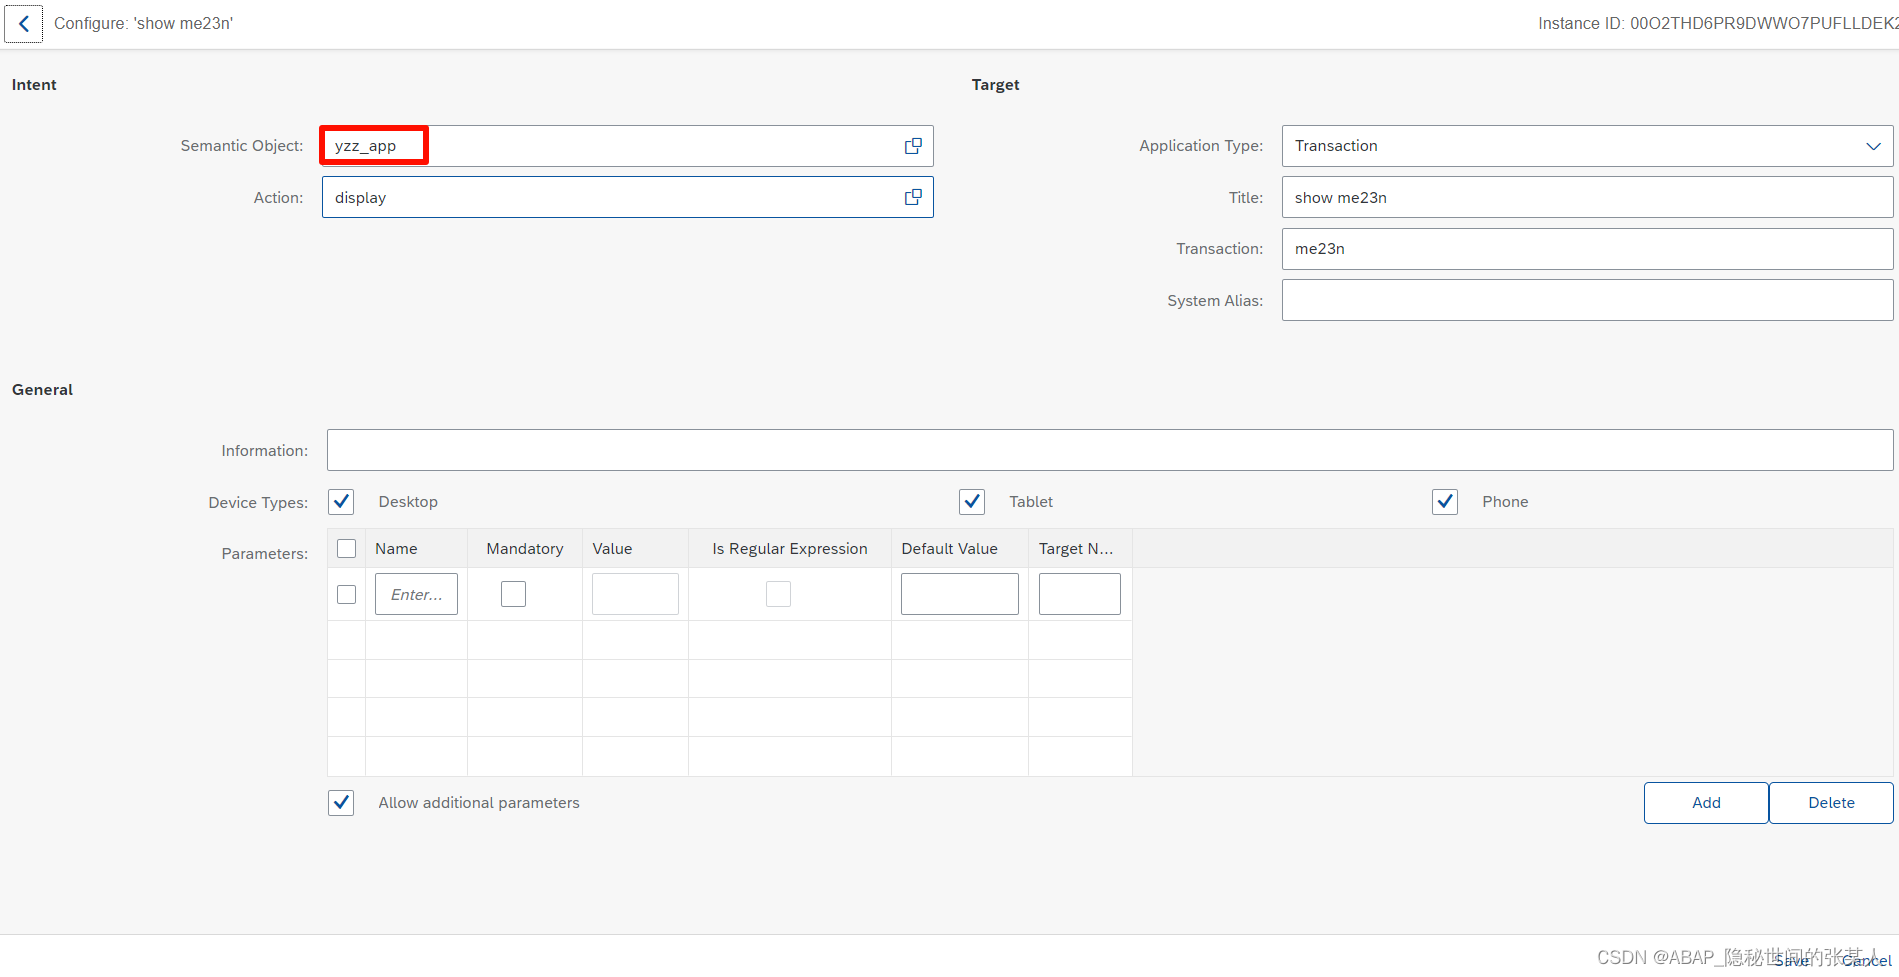 Configure: 'show me23n'
Instance ID: 00O2THD6PR9DWWO7PUFLLDEK2
Intent
Target
Semantic Object: yzz_app
Application Type: Transaction
Action: display
Title: show me23n
Transaction: me23n
System Alias:
General
Information:
Device Types: Desktop Tablet Phone
Parameters: Name Mandatory Value Is Regular Expression Default Value Target N...
Enter...
Allow additional parameters
Add Delete
CSDN @ABAP_隐秘世间的张某人
Save Cancel